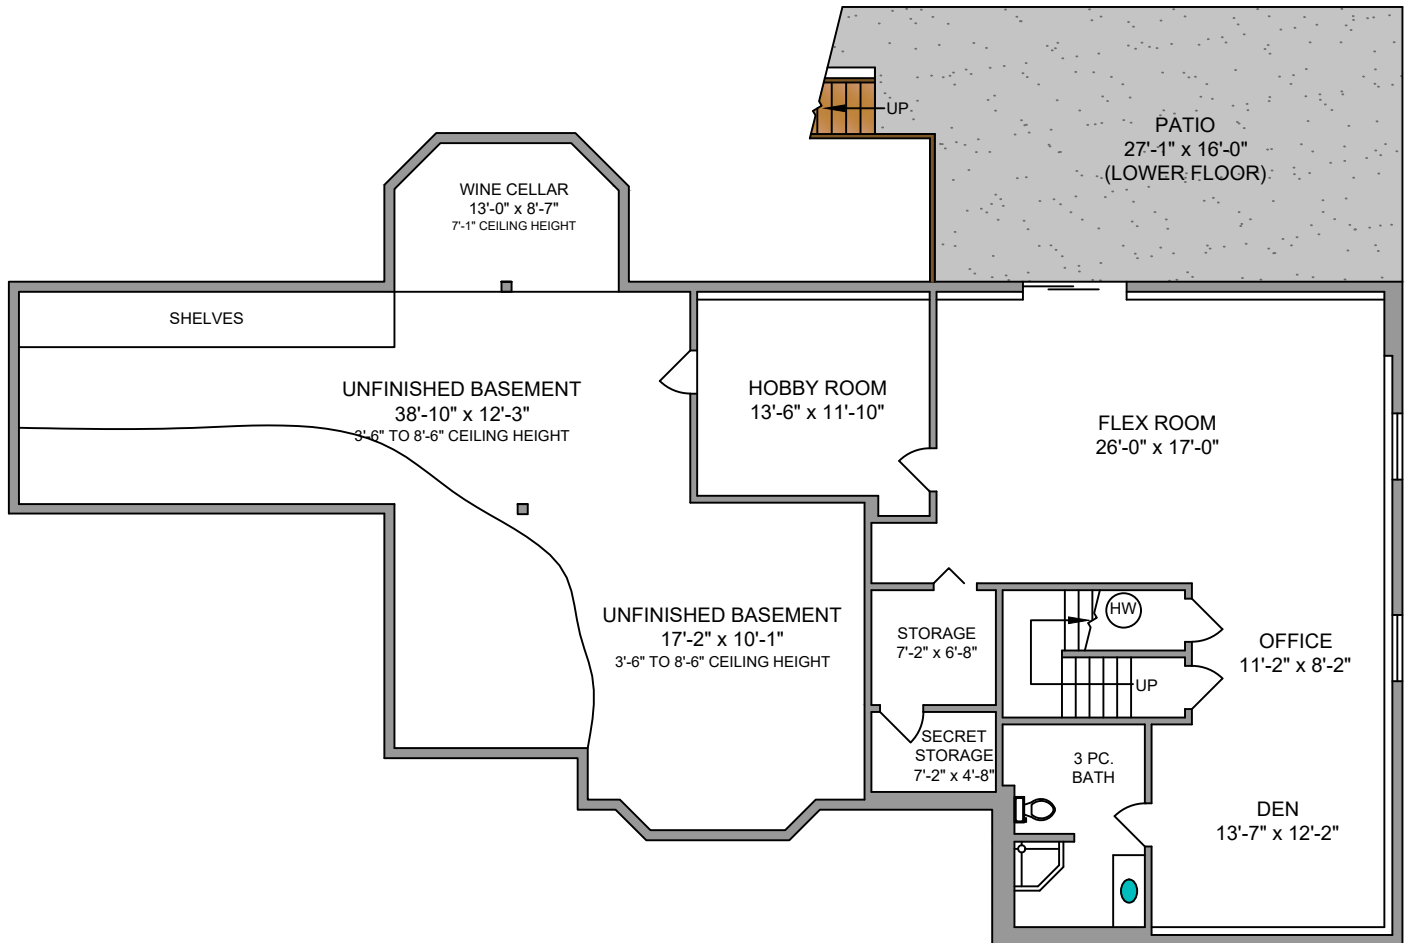 UP
PATIO
27'-1" x 16'-0"
(LOWER FLOOR)
WINE CELLAR
13'-0" x 8'-7"
7'-1" CEILING HEIGHT
SHELVES
UNFINISHED BASEMENT
38'-10" x 12'-3"
3'-6" TO 8'-6" CEILING HEIGHT
HOBBY ROOM
13'-6" x 11'-10"
FLEX ROOM
26'-0" x 17'-0"
UNFINISHED BASEMENT
17'-2" x 10'-1"
3'-6" TO 8'-6" CEILING HEIGHT
STORAGE
7'-2" x 6'-8"
HW
UP
OFFICE
11'-2" x 8'-2"
SECRET
STORAGE
7'-2" x 4'-8"
3 PC.
BATH
DEN
13'-7" x 12'-2"